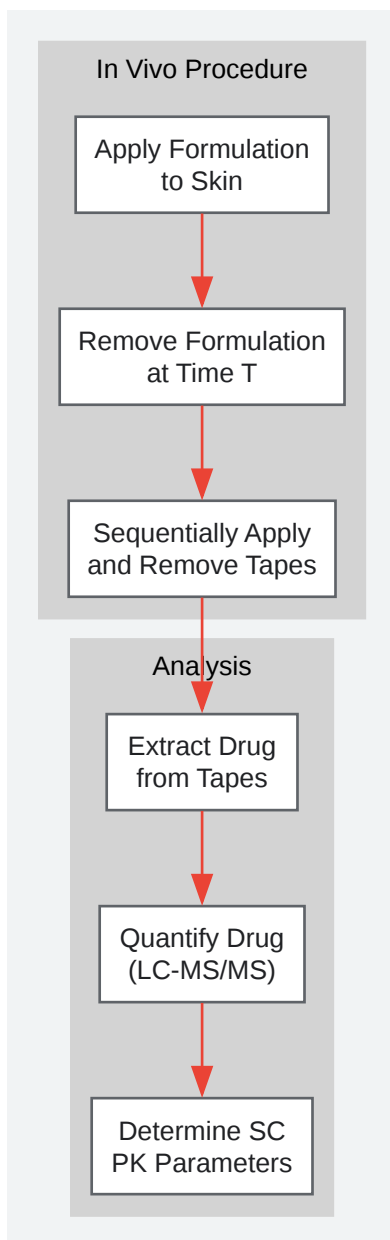 In Vivo Procedure
Apply Formulation
to Skin
Remove Formulation
at Time T
Sequentially Apply
and Remove Tapes
Analysis
Extract Drug
from Tapes
Quantify Drug
(LC-MS/MS)
Determine SC
PK Parameters